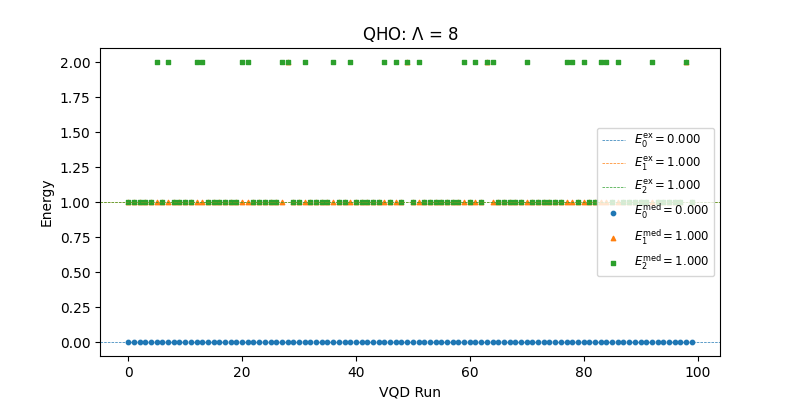 QHO: Λ = 8
Energy
2.00
1.75
1.50
1.25
1.00
0.75
0.50
0.25
0.00
E_0^ex = 0.000
E_1^ex = 1.000
E_2^ex = 1.000
E_0^med = 0.000
E_1^med = 1.000
E_2^med = 1.000
0 20 40 60 80 100
VQD Run